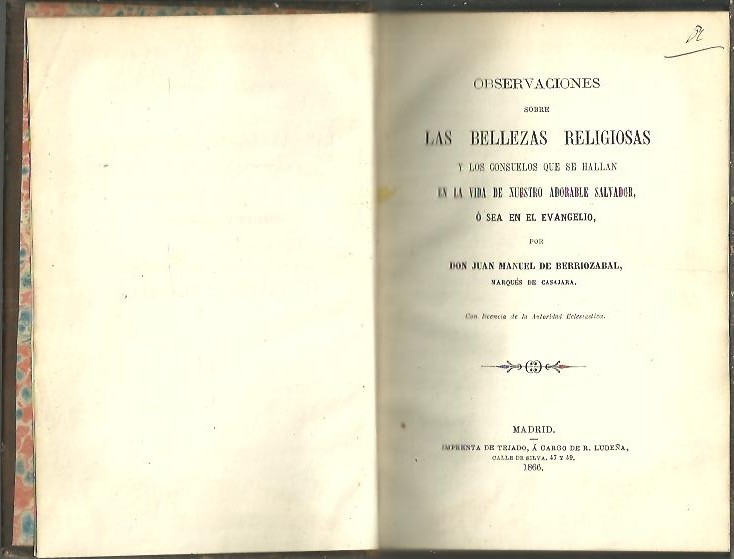 OBSERVACIONES
SOBRE
LAS BELLEZAS RELIGIOSAS
Y LOS CONSUELOS QUE SE HALLAN
EN LA VIDA DE NUESTRO ADORABLE SALVADOR,
Ó SEA EN EL EVANGELIO,
POR
DON JUAN MANUEL DE BERRIOZABAL,
MARQUÉS DE CASAJARA.
Con licencia de la Autoridad Eclesiastica.
MADRID.
IMPRENTA DE TEJADO, Á CARGO DE R. LUDEÑA,
CALLE DE SILVA, 47 Y 49.
1866.